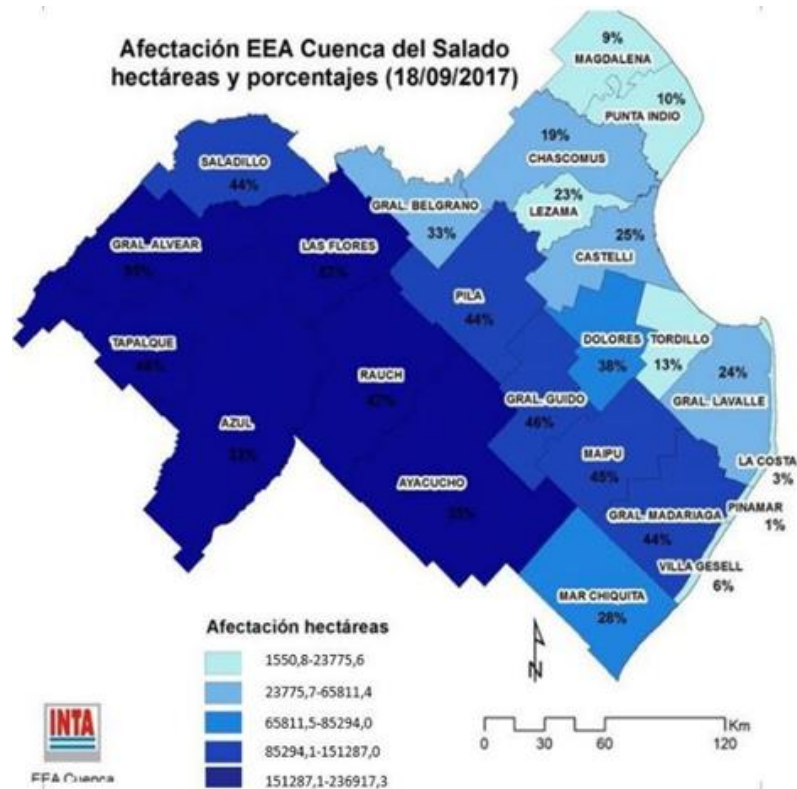 Afectación EEA Cuenca del Salado
hectáreas y porcentajes (18/09/2017)
9%
MAGDALENA
10%
PUNTA INDIO
19%
CHASCOMUS
SALADILLO
44%
23%
LEZAMA
GRAL. BELGRANO
33%
25%
CASTELLI
GRAL. ALVEAR
LAS FLORES
PILA
44%
TAPALQUE
DOLORES
38%
TORDILLO
13%
24%
GRAL. LAVALLE
RAUCH
GRAL. GUIDO
46%
AZUL
MAIPU
45%
LA COSTA
3%
AYACUCHO
PINAMAR
1%
GRAL. MADARIAGA
44%
VILLA GESELL
6%
MAR CHIQUITA
28%
Afectación hectáreas
1550,8-23775,6
23775,7-65811,4
65811,5-85294,0
85294,1-151287,0
151287,1-236917,3
N
Km
0 30 60 120
INTA
EEA Cuenca